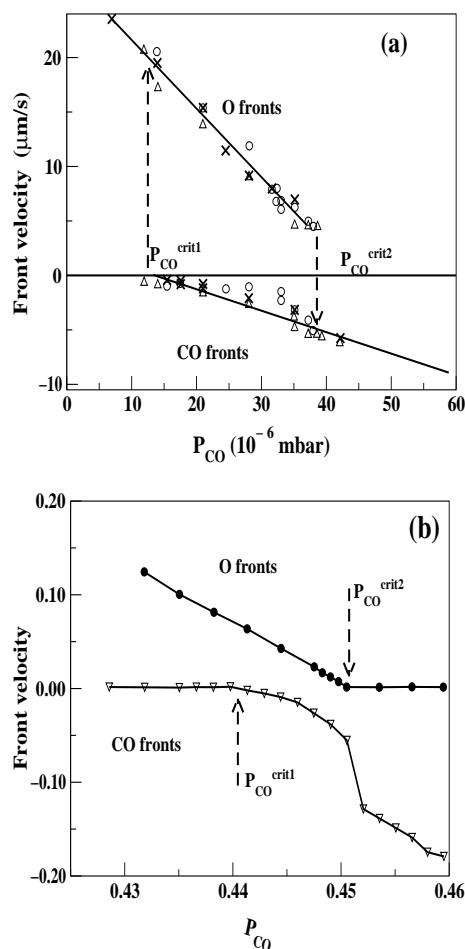 (a)
20
10
0
−10
Front velocity (μm/s)
O fronts
P_CO^crit1
P_CO^crit2
CO fronts
0 10 20 30 40 50 60
P_CO (10^−6 mbar)
(b)
0.20
0.10
0.00
−0.10
−0.20
Front velocity
O fronts
P_CO^crit2
CO fronts
P_CO^crit1
0.43 0.44 0.45 0.46
P_CO